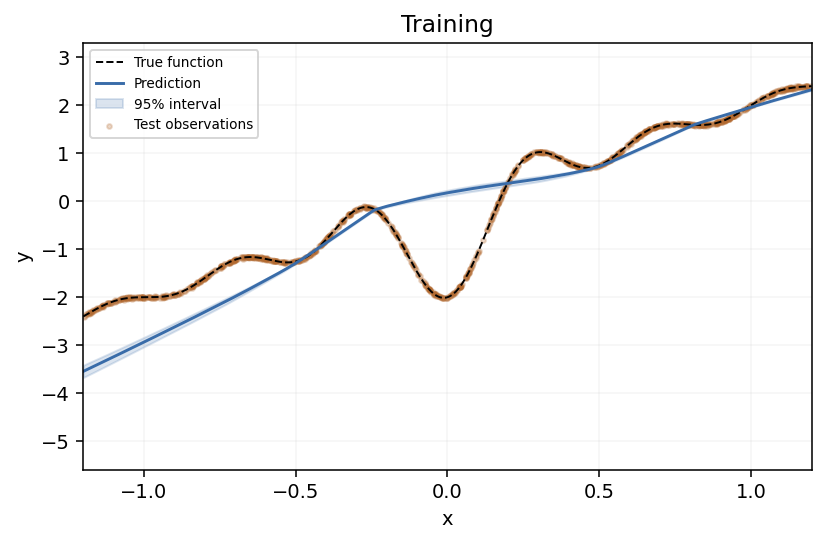 Training
True function
Prediction
95% interval
Test observations
3
2
1
0
−1
−2
−3
−4
−5
y
−1.0 −0.5 0.0 0.5 1.0
x